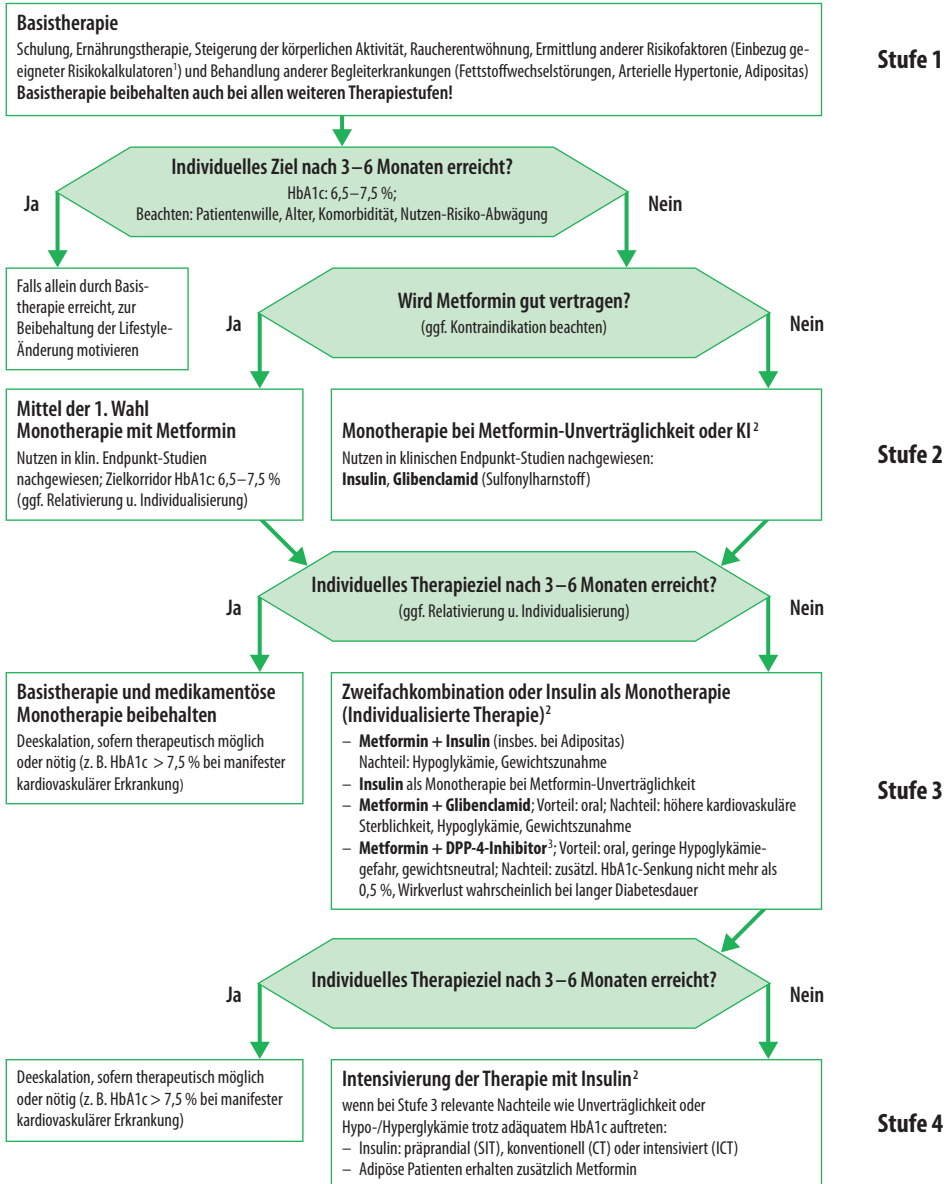 Basistherapie
Schulung, Ernährungstherapie, Steigerung der körperlichen Aktivität, Raucherentwöhnung, Ermittlung anderer Risikofaktoren (Einbezug ge-
eigneter Risikokalkulatoren¹) und Behandlung anderer Begleiterkrankungen (Fettstoffwechselstörungen, Arterielle Hypertonie, Adipositas)
Basistherapie beibehalten auch bei allen weiteren Therapiestufen!
Stufe 1
Individuelles Ziel nach 3–6 Monaten erreicht?
HbA1c: 6,5–7,5 %;
Beachten: Patientenwille, Alter, Komorbidität, Nutzen-Risiko-Abwägung
Ja
Nein
Falls allein durch Basis-
therapie erreicht, zur
Beibehaltung der Lifestyle-
Änderung motivieren
Wird Metformin gut vertragen?
(ggf. Kontraindikation beachten)
Ja
Nein
Mittel der 1. Wahl
Monotherapie mit Metformin
Nutzen in klin. Endpunkt-Studien
nachgewiesen; Zielkorridor HbA1c: 6,5–7,5 %
(ggf. Relativierung u. Individualisierung)
Monotherapie bei Metformin-Unverträglichkeit oder KI²
Nutzen in klinischen Endpunkt-Studien nachgewiesen:
Insulin, Glibenclamid (Sulfonylharnstoff)
Stufe 2
Individuelles Therapieziel nach 3–6 Monaten erreicht?
(ggf. Relativierung u. Individualisierung)
Ja
Nein
Basistherapie und medikamentöse
Monotherapie beibehalten
Deeskalation, sofern therapeutisch möglich
oder nötig (z. B. HbA1c > 7,5 % bei manifester
kardiovaskulärer Erkrankung)
Zweifachkombination oder Insulin als Monotherapie
(Individualisierte Therapie)²
– Metformin + Insulin (insbes. bei Adipositas)
Nachteil: Hypoglykämie, Gewichtszunahme
– Insulin als Monotherapie bei Metformin-Unverträglichkeit
– Metformin + Glibenclamid; Vorteil: oral; Nachteil: höhere kardiovaskuläre
Sterblichkeit, Hypoglykämie, Gewichtszunahme
– Metformin + DPP-4-Inhibitor³; Vorteil: oral, geringe Hypoglykämie-
gefahr, gewichtsneutral; Nachteil: zusätzl. HbA1c-Senkung nicht mehr als
0,5 %, Wirkverlust wahrscheinlich bei langer Diabetesdauer
Stufe 3
Individuelles Therapieziel nach 3–6 Monaten erreicht?
Ja
Nein
Deeskalation, sofern therapeutisch möglich
oder nötig (z. B. HbA1c > 7,5 % bei manifester
kardiovaskulärer Erkrankung)
Intensivierung der Therapie mit Insulin²
wenn bei Stufe 3 relevante Nachteile wie Unverträglichkeit oder
Hypo-/Hyperglykämie trotz adäquatem HbA1c auftreten:
– Insulin: präprandial (SIT), konventionell (CT) oder intensiviert (ICT)
– Adipöse Patienten erhalten zusätzlich Metformin
Stufe 4